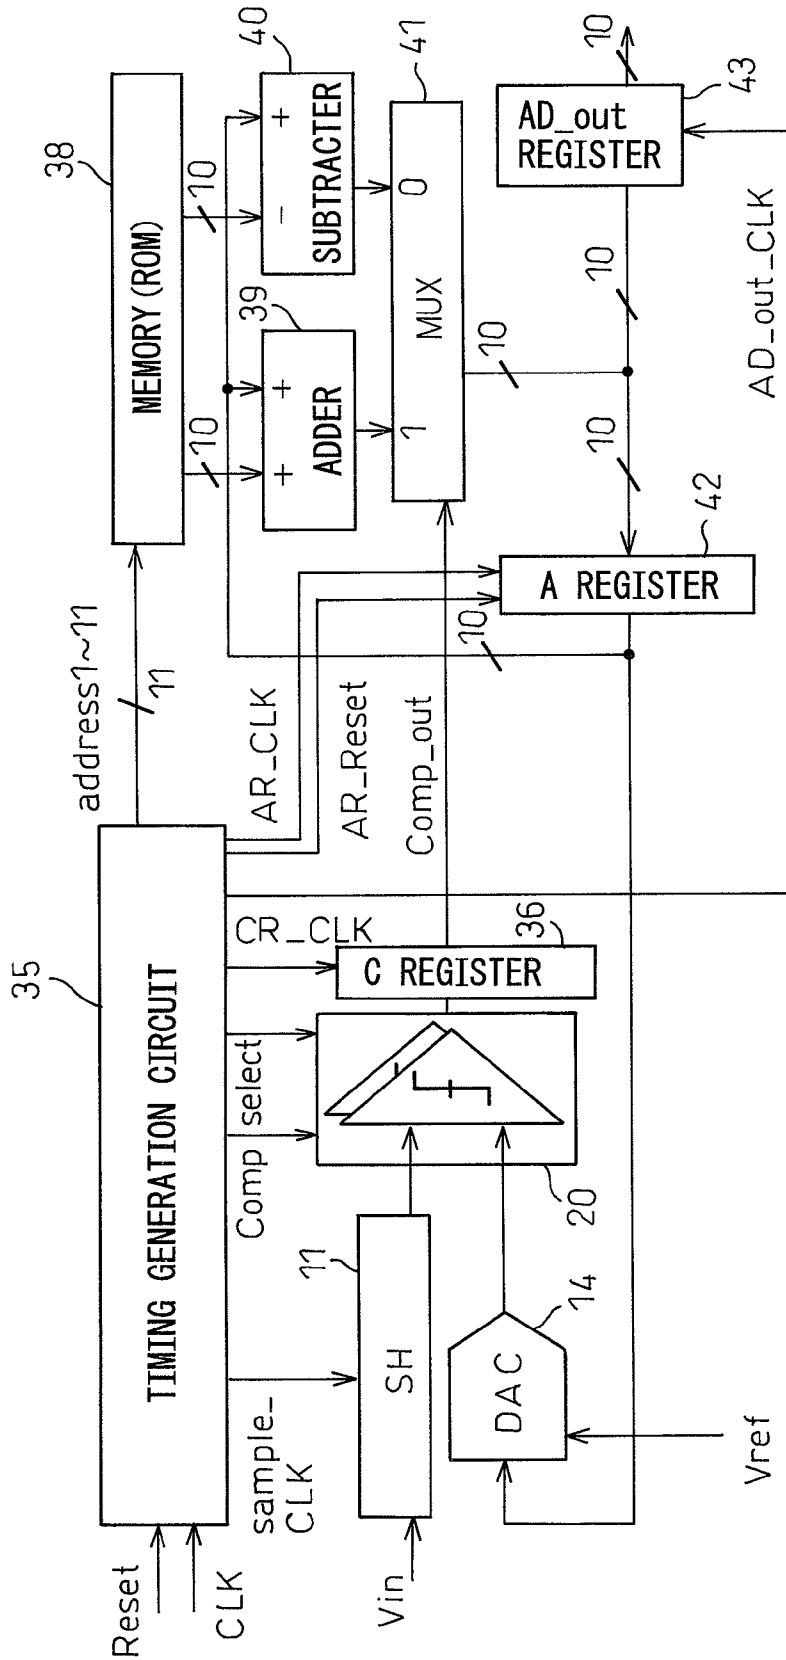 35
TIMING GENERATION CIRCUIT
Reset
CLK
address1~11
11
38
MEMORY(ROM)
10
10
40
+
-
SUBTRACTER
39
+
+
ADDER
41
1
MUX
0
10
AR_CLK
AR_Reset
Comp_out
10
CR_CLK
36
C REGISTER
Comp select
sample_
CLK
11
SH
Vin
20
14
DAC
Vref
42
A REGISTER
10
10
43
AD_out
REGISTER
10
AD_out_CLK